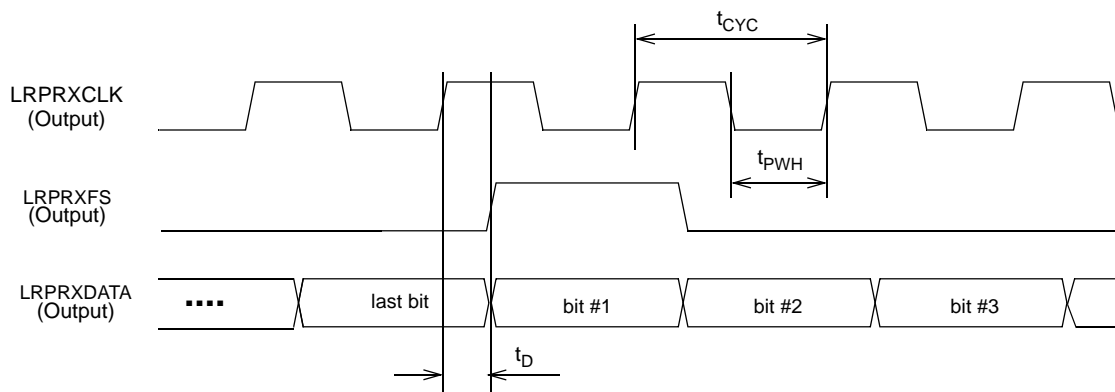 tCYC
LRPRXCLK
(Output)
tPWH
LRPRXFS
(Output)
LRPRXDATA
(Output)
....
last bit
bit #1
bit #2
bit #3
tD